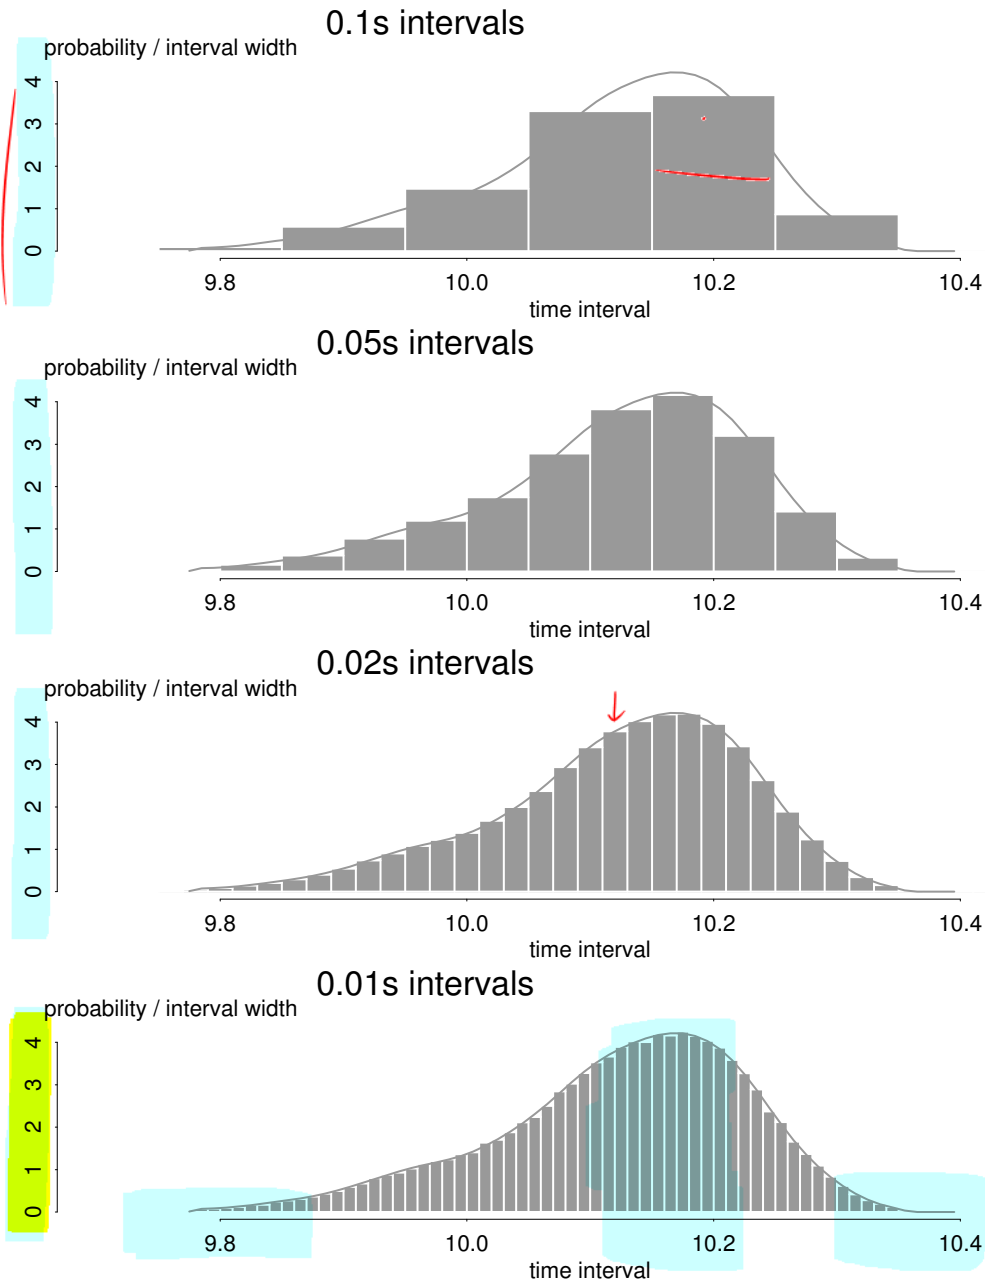 0.1s intervals
probability / interval width
4
3
2
1
0
9.8 10.0 10.2 10.4
time interval
0.05s intervals
probability / interval width
4
3
2
1
0
9.8 10.0 10.2 10.4
time interval
0.02s intervals
probability / interval width
4
3
2
1
0
9.8 10.0 10.2 10.4
time interval
0.01s intervals
probability / interval width
4
3
2
1
0
9.8 10.0 10.2 10.4
time interval